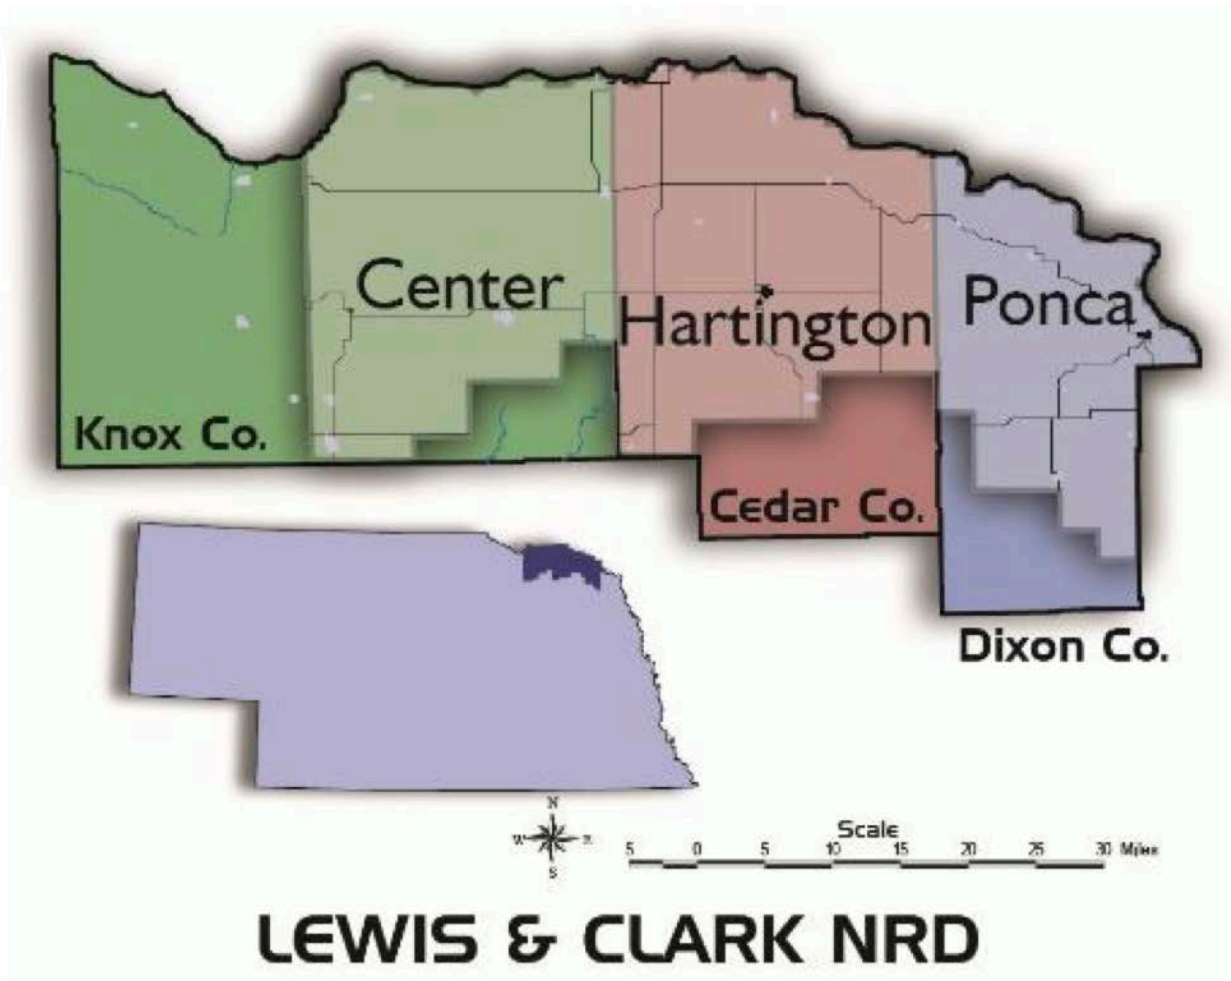 Center
Hartington
Ponca
Knox Co.
Cedar Co.
Dixon Co.
N
W E
S
Scale
5 0 5 10 15 20 25 30 Miles
LEWIS & CLARK NRD